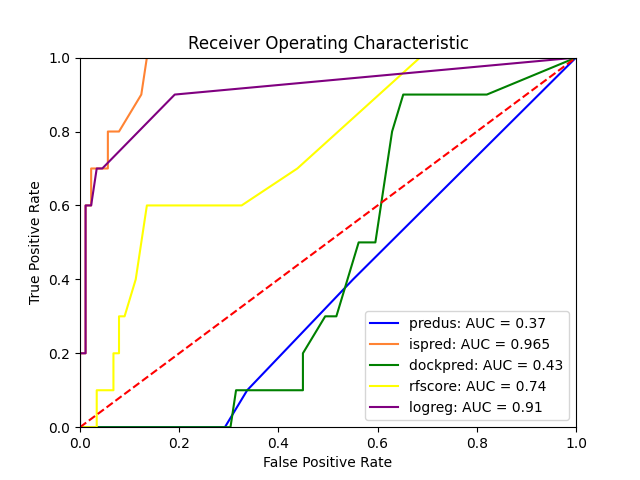 Receiver Operating Characteristic
1.0
0.8
0.6
0.4
0.2
0.0
True Positive Rate
predus: AUC = 0.37
ispred: AUC = 0.965
dockpred: AUC = 0.43
rfscore: AUC = 0.74
logreg: AUC = 0.91
0.0 0.2 0.4 0.6 0.8 1.0
False Positive Rate